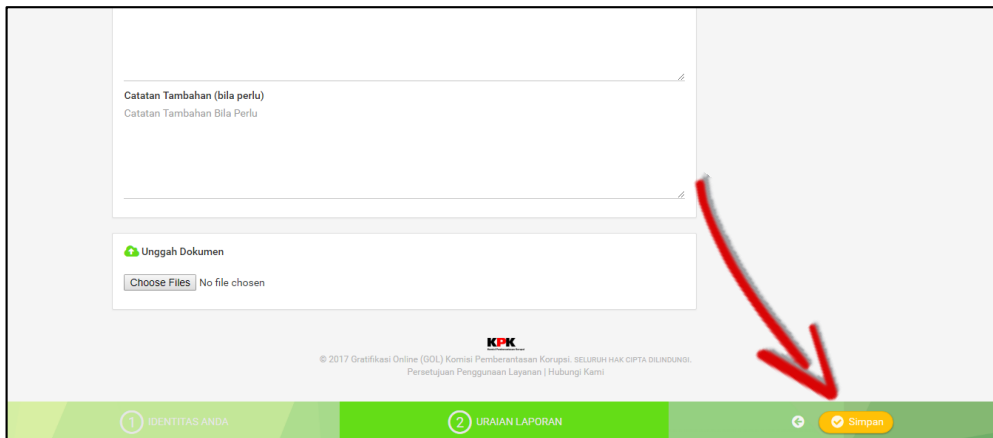 Catatan Tambahan (bila perlu)
Catatan Tambahan Bila Perlu
Unggah Dokumen
Choose Files No file chosen
KPK
© 2017 Gratifikasi Online (GOL) Komisi Pemberantasan Korupsi. SELURUH HAK CIPTA DILINDUNGI.
Persetujuan Penggunaan Layanan | Hubungi Kami
1 IDENTITAS ANDA
2 URAIAN LAPORAN
Simpan